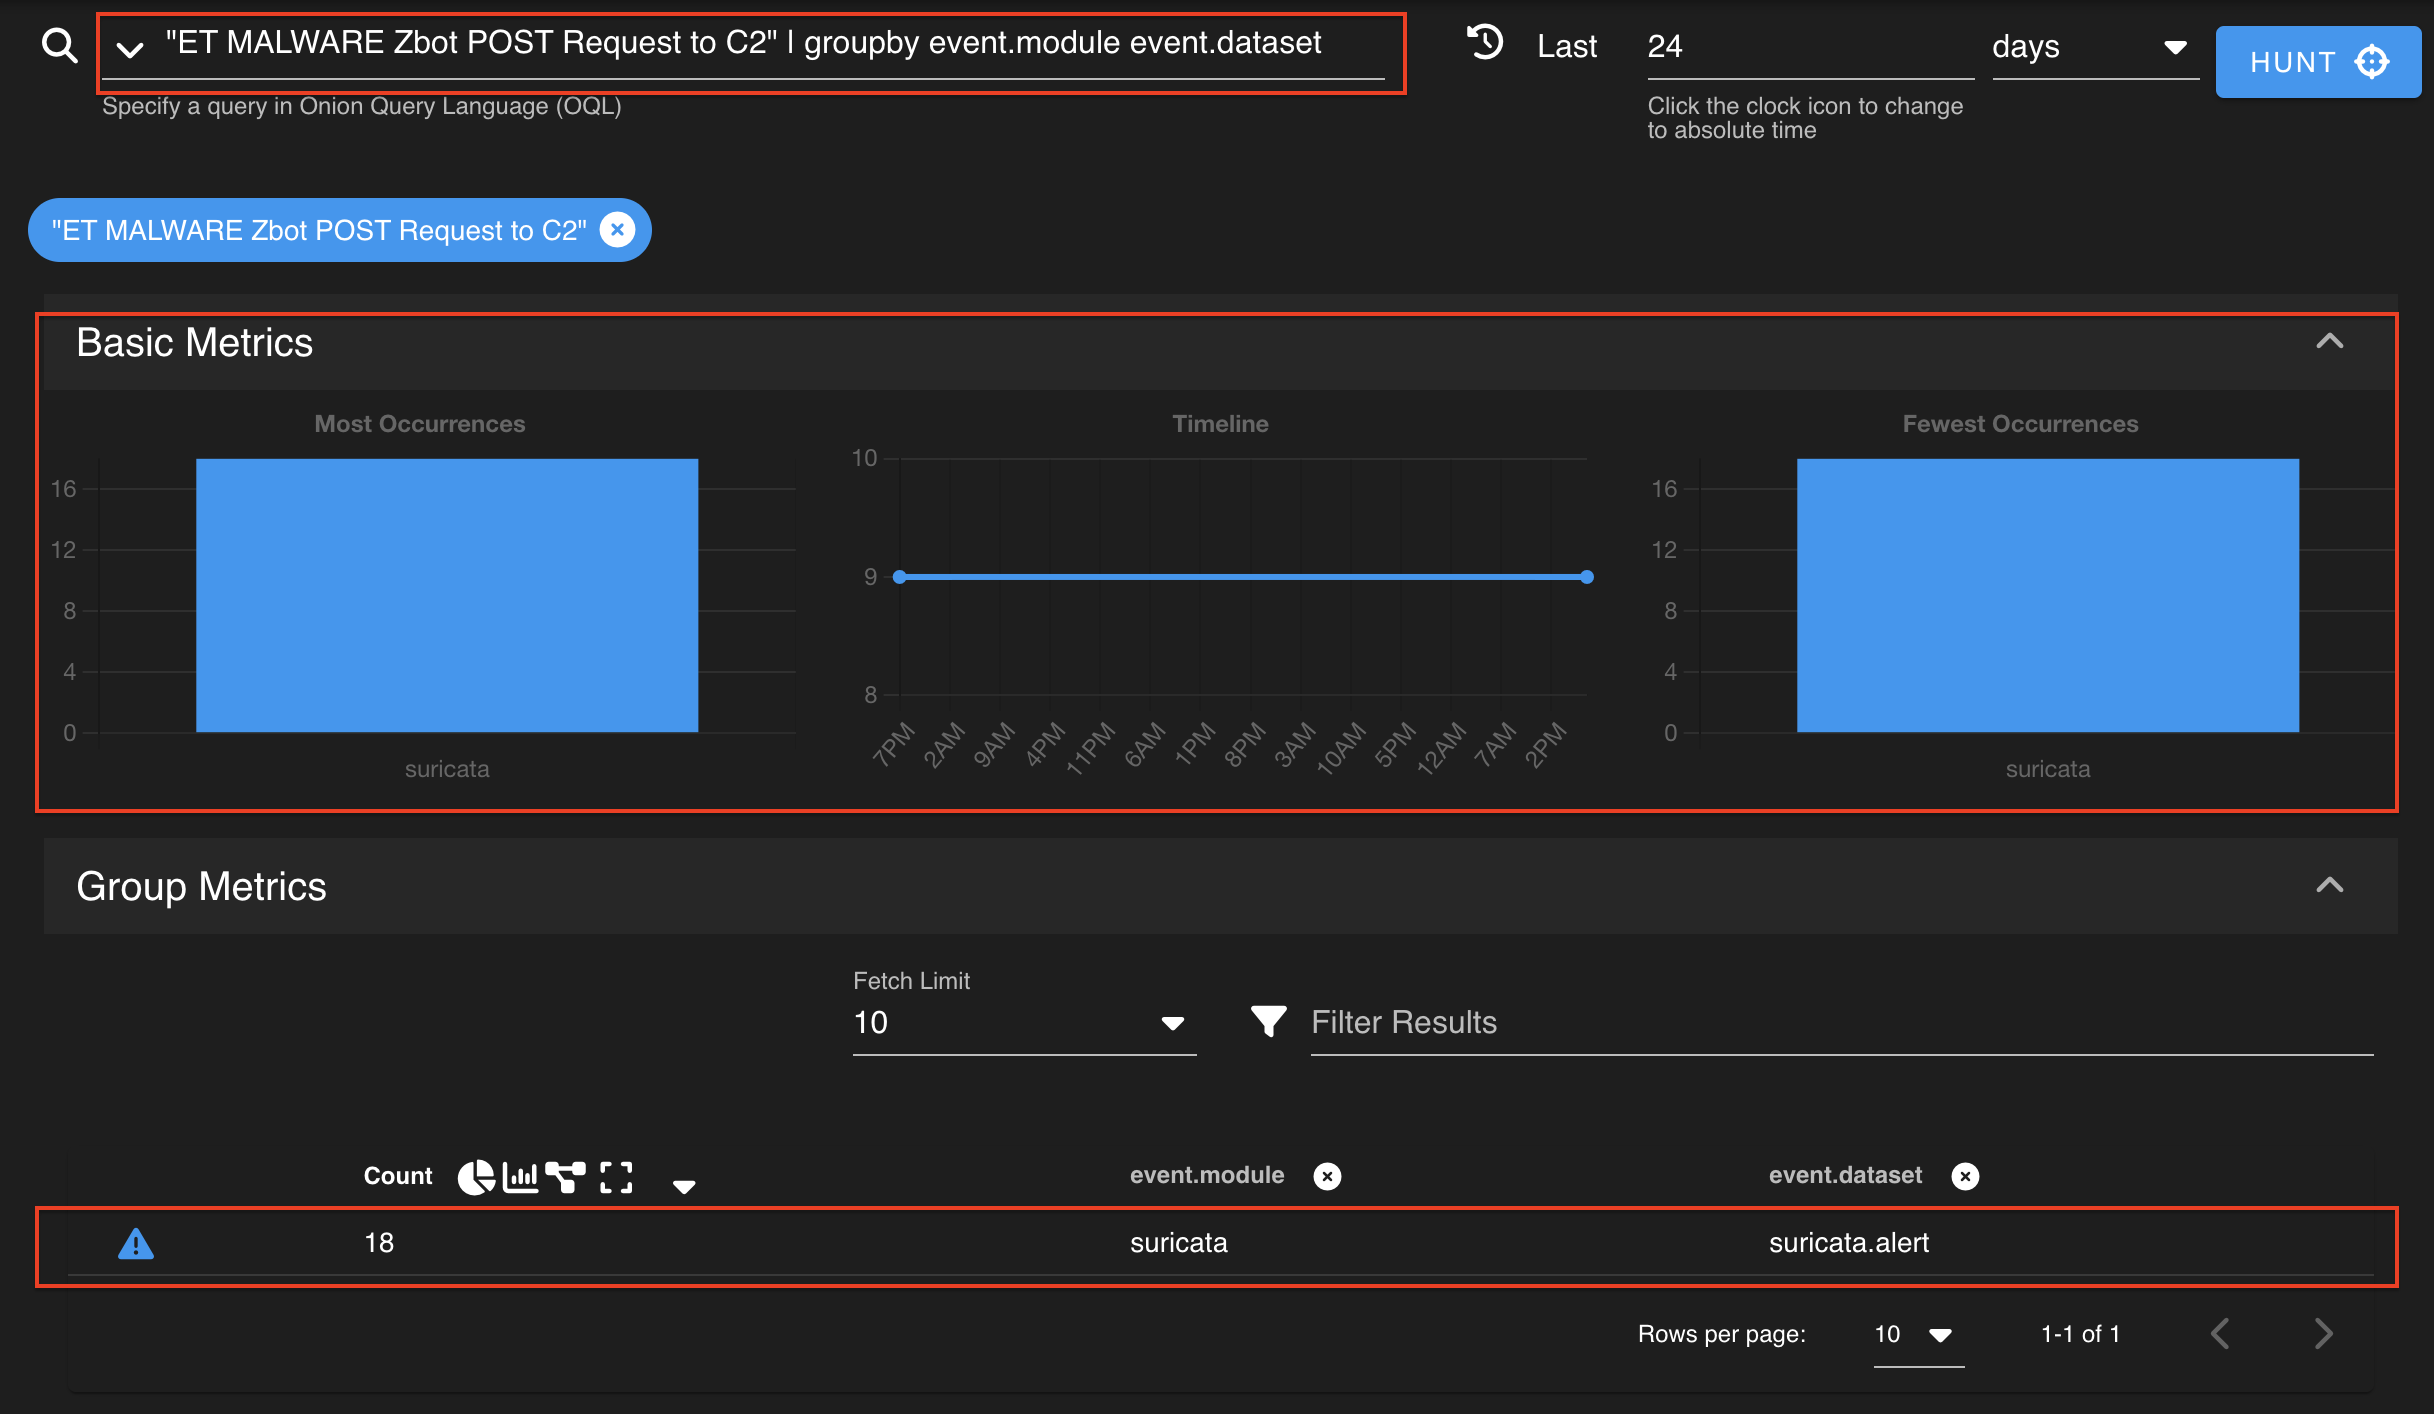 "ET MALWARE Zbot POST Request to C2" | groupby event.module event.dataset
Last 24 days
HUNT
Specify a query in Onion Query Language (OQL)
Click the clock icon to change
to absolute time
"ET MALWARE Zbot POST Request to C2"
Basic Metrics
Most Occurrences
16
12
8
4
0
suricata
Timeline
10
9
8
7PM 2AM 9AM 4PM 11PM 6AM 1PM 8PM 3AM 10AM 5PM 12AM 7AM 2PM
Fewest Occurrences
16
12
8
4
0
suricata
Group Metrics
Fetch Limit
10
Filter Results
Count event.module event.dataset
18 suricata suricata.alert
Rows per page: 10 1-1 of 1